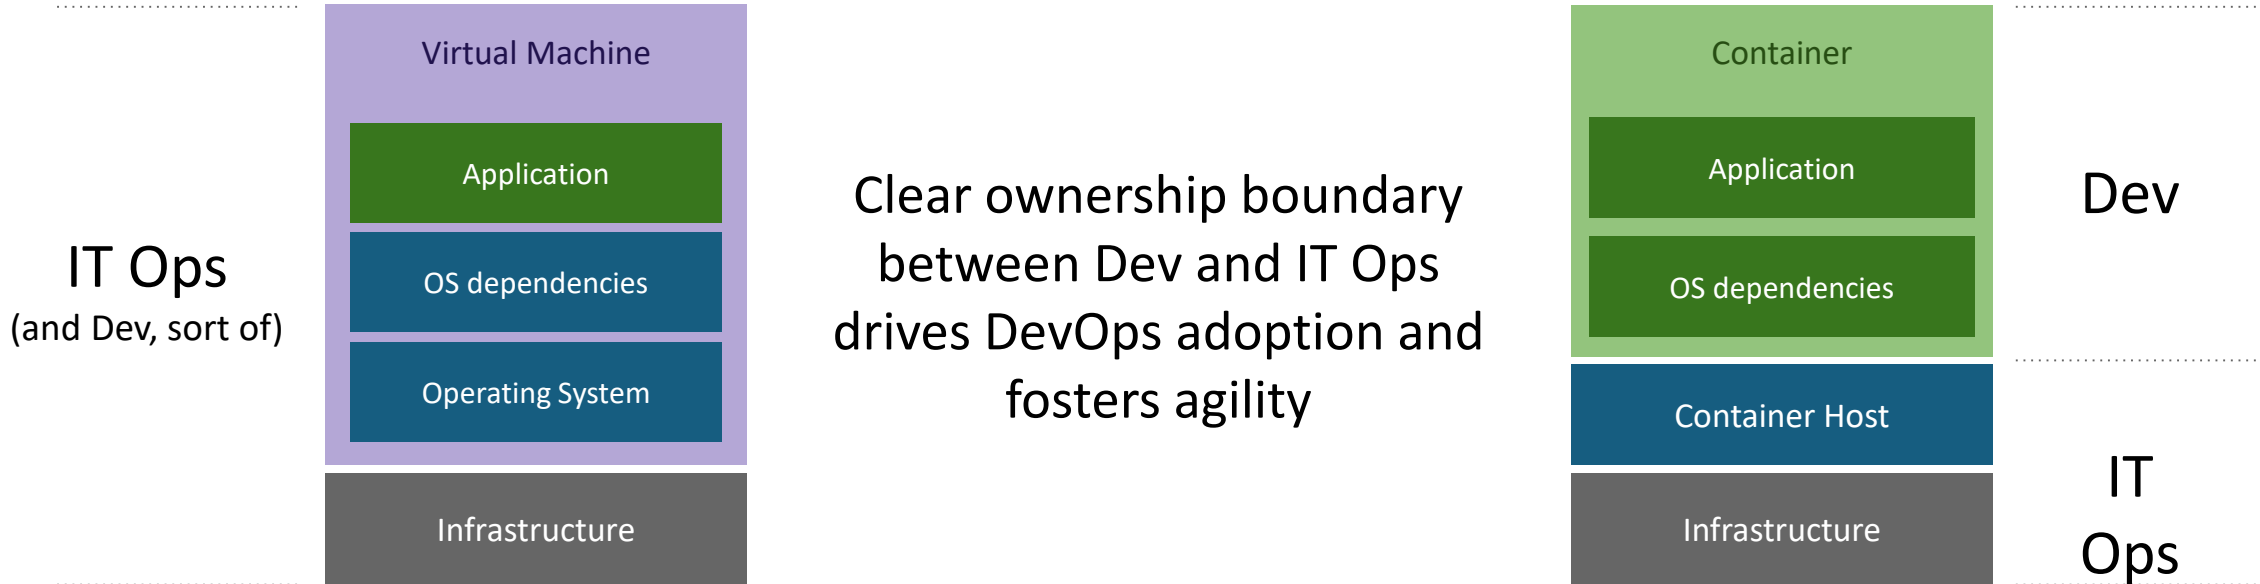 IT Ops
(and Dev, sort of)
Virtual Machine
Application
OS dependencies
Operating System
Infrastructure
Clear ownership boundary
between Dev and IT Ops
drives DevOps adoption and
fosters agility
Container
Application
OS dependencies
Container Host
Infrastructure
Dev
IT
Ops